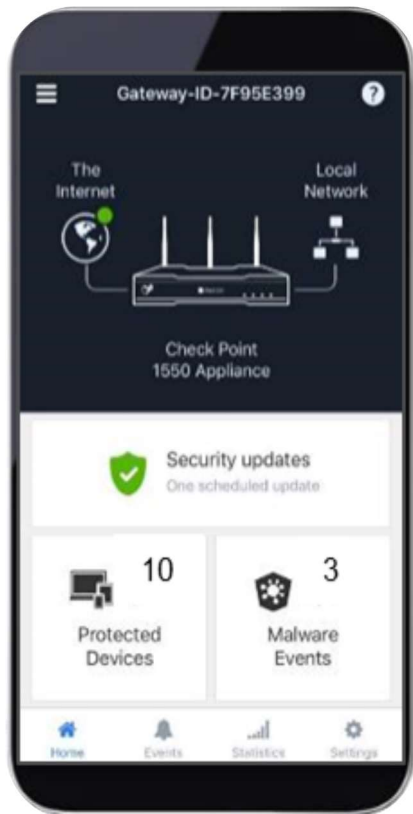 Gateway-ID-7F95E399
?
The
Internet
Local
Network
Check Point
1550 Appliance
Security updates
One scheduled update
10
Protected
Devices
3
Malware
Events
Home
Events
Statistics
Settings